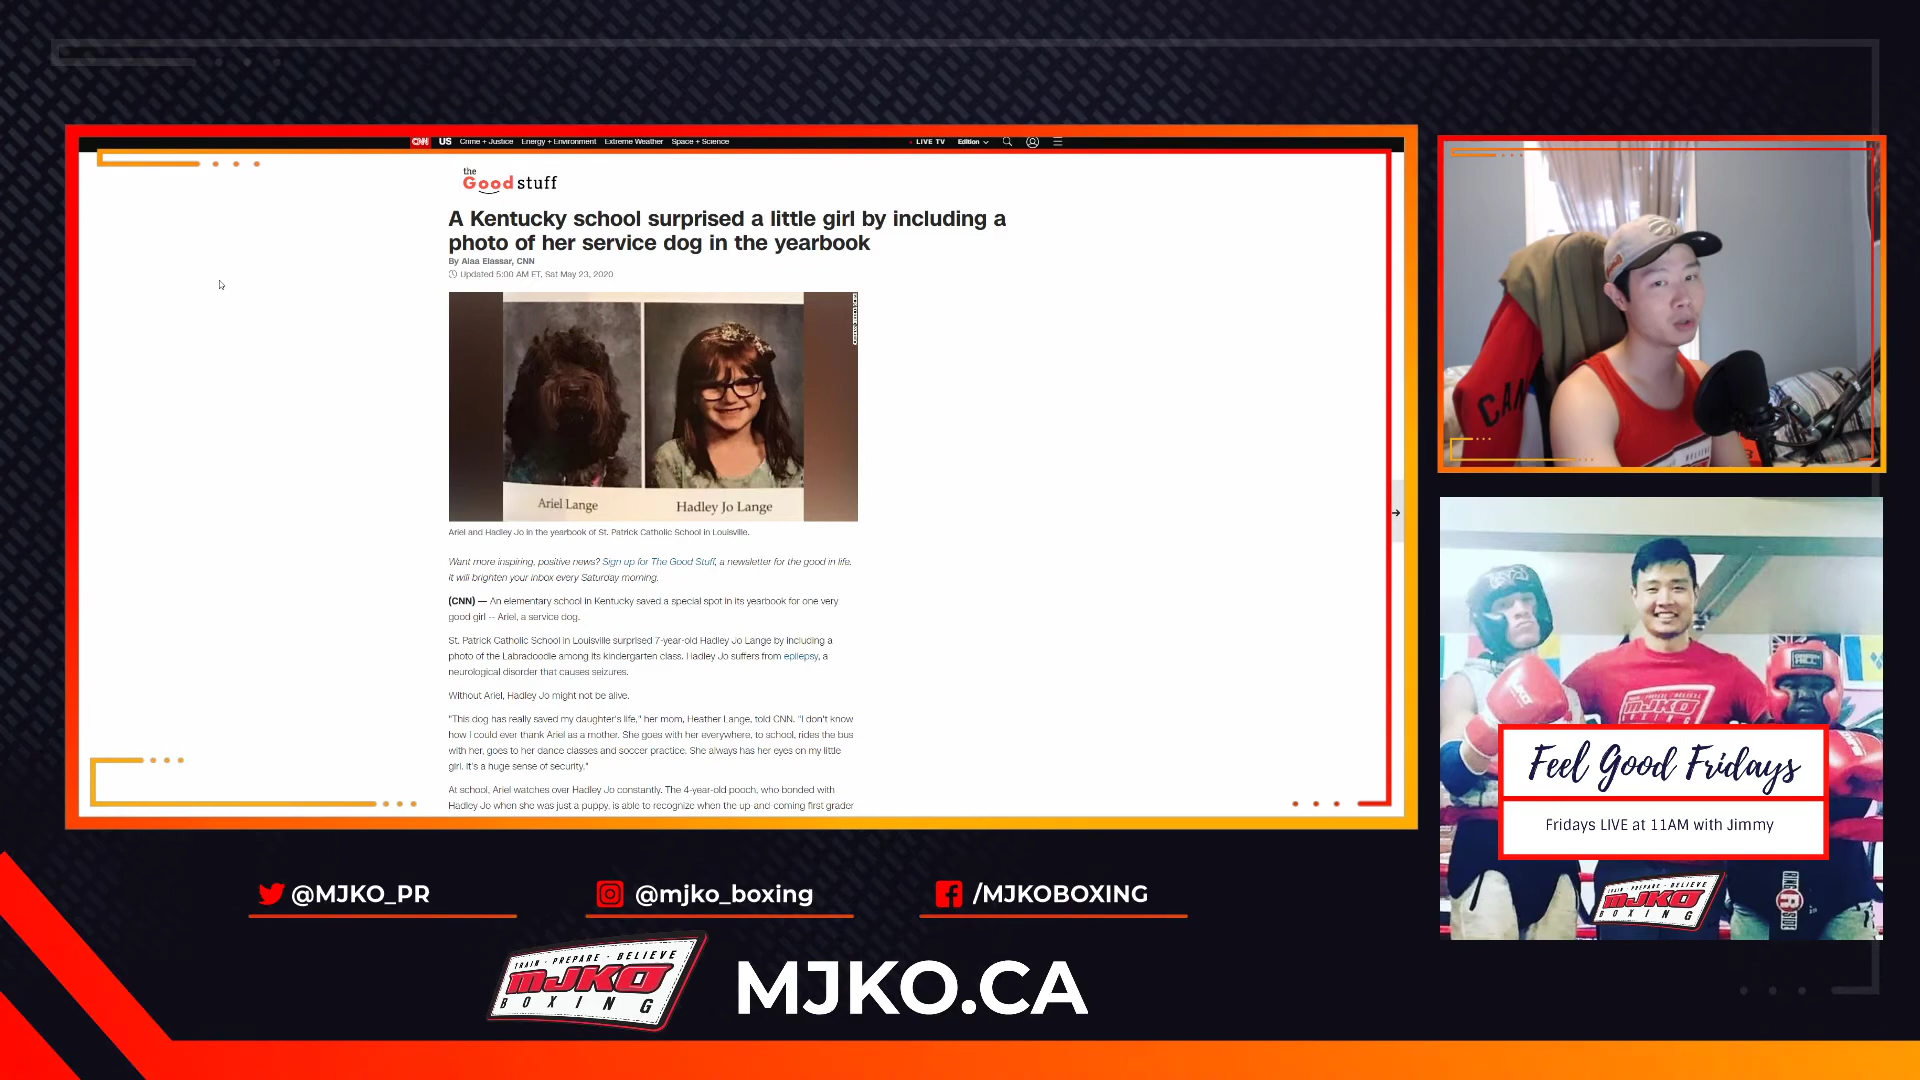 CNN US Crime + Justice Energy + Environment Extreme Weather Space + Science LIVE TV Edition
the
Good stuff
A Kentucky school surprised a little girl by including a
photo of her service dog in the yearbook
By Alaa Elassar, CNN
Updated 5:00 AM ET, Sat May 23, 2020
Ariel Lange Hadley Jo Lange
Ariel and Hadley Jo in the yearbook of St. Patrick Catholic School in Louisville.
Want more inspiring, positive news? Sign up for The Good Stuff, a newsletter for the good in life.
It will brighten your inbox every Saturday morning.
(CNN) — An elementary school in Kentucky saved a special spot in its yearbook for one very
good girl -- Ariel, a service dog.
St. Patrick Catholic School in Louisville surprised 7-year-old Hadley Jo Lange by including a
photo of the Labradoodle among its kindergarten class. Hadley Jo suffers from epilepsy, a
neurological disorder that causes seizures.
Without Ariel, Hadley Jo might not be alive.
"This dog has really saved my daughter's life," her mom, Heather Lange, told CNN. "I don't know
how I could ever thank Ariel as a mother. She goes with her everywhere, to school, rides the bus
with her, goes to her dance classes and soccer practice. She always has her eyes on my little
girl. It's a huge sense of security."
At school, Ariel watches over Hadley Jo constantly. The 4-year-old pooch, who bonded with
Hadley Jo when she was just a puppy, is able to recognize when the up-and-coming first grader
CAN
MJKO
BOXING
Feel Good Fridays
Fridays LIVE at 11AM with Jimmy
TRAIN · PREPARE · BELIEVE
MJKO
BOXING
RING
SIDE
@MJKO_PR
@mjko_boxing
/MJKOBOXING
TRAIN · PREPARE · BELIEVE
MJKO
BOXING
MJKO.CA